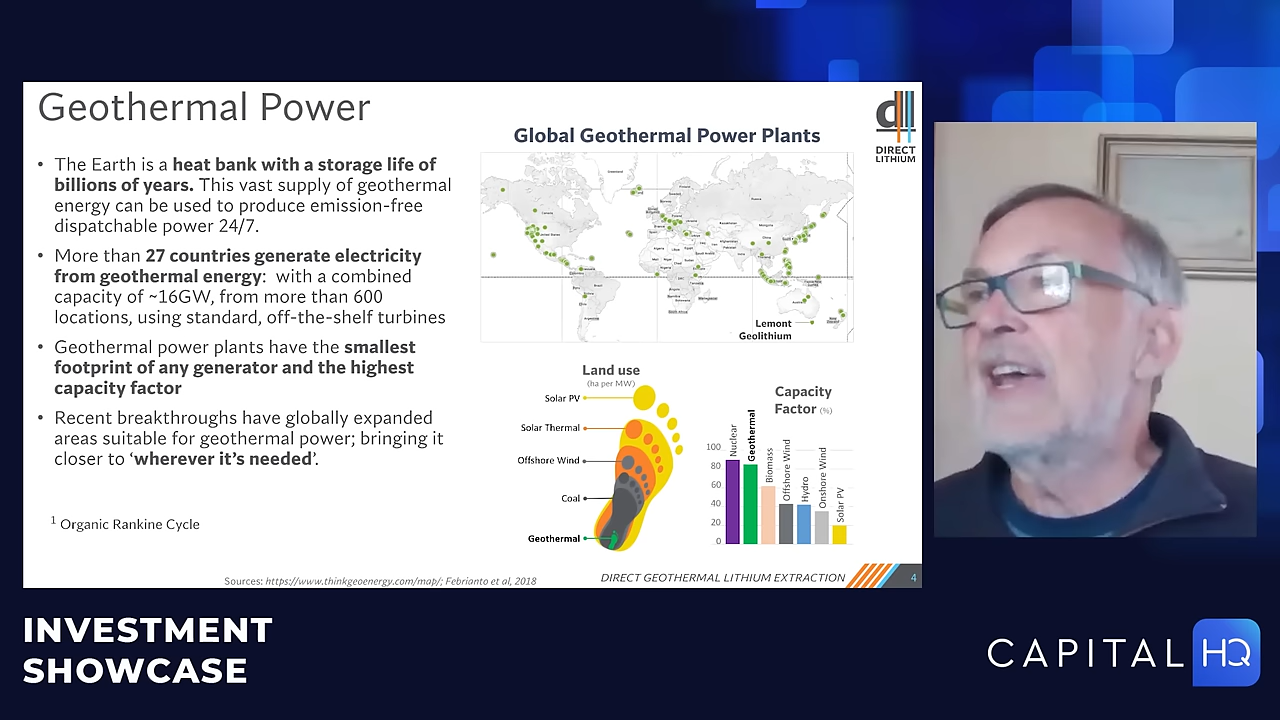 Geothermal Power
• The Earth is a heat bank with a storage life of
billions of years. This vast supply of geothermal
energy can be used to produce emission-free
dispatchable power 24/7.
• More than 27 countries generate electricity
from geothermal energy: with a combined
capacity of ~16GW, from more than 600
locations, using standard, off-the-shelf turbines
• Geothermal power plants have the smallest
footprint of any generator and the highest
capacity factor
• Recent breakthroughs have globally expanded
areas suitable for geothermal power; bringing it
closer to ‘wherever it’s needed’.
1 Organic Rankine Cycle
Global Geothermal Power Plants
Lemont
Geolithium
dll
DIRECT
LITHIUM
Land use
(ha per MW)
Solar PV
Solar Thermal
Offshore Wind
Coal
Geothermal
Capacity
Factor (%)
100
80
60
40
20
0
Nuclear
Geothermal
Biomass
Offshore Wind
Hydro
Onshore Wind
Solar PV
Sources: https://www.thinkgeoenergy.com/map/; Febrianto et al, 2018
DIRECT GEOTHERMAL LITHIUM EXTRACTION
4
INVESTMENT
SHOWCASE
CAPITAL HQ